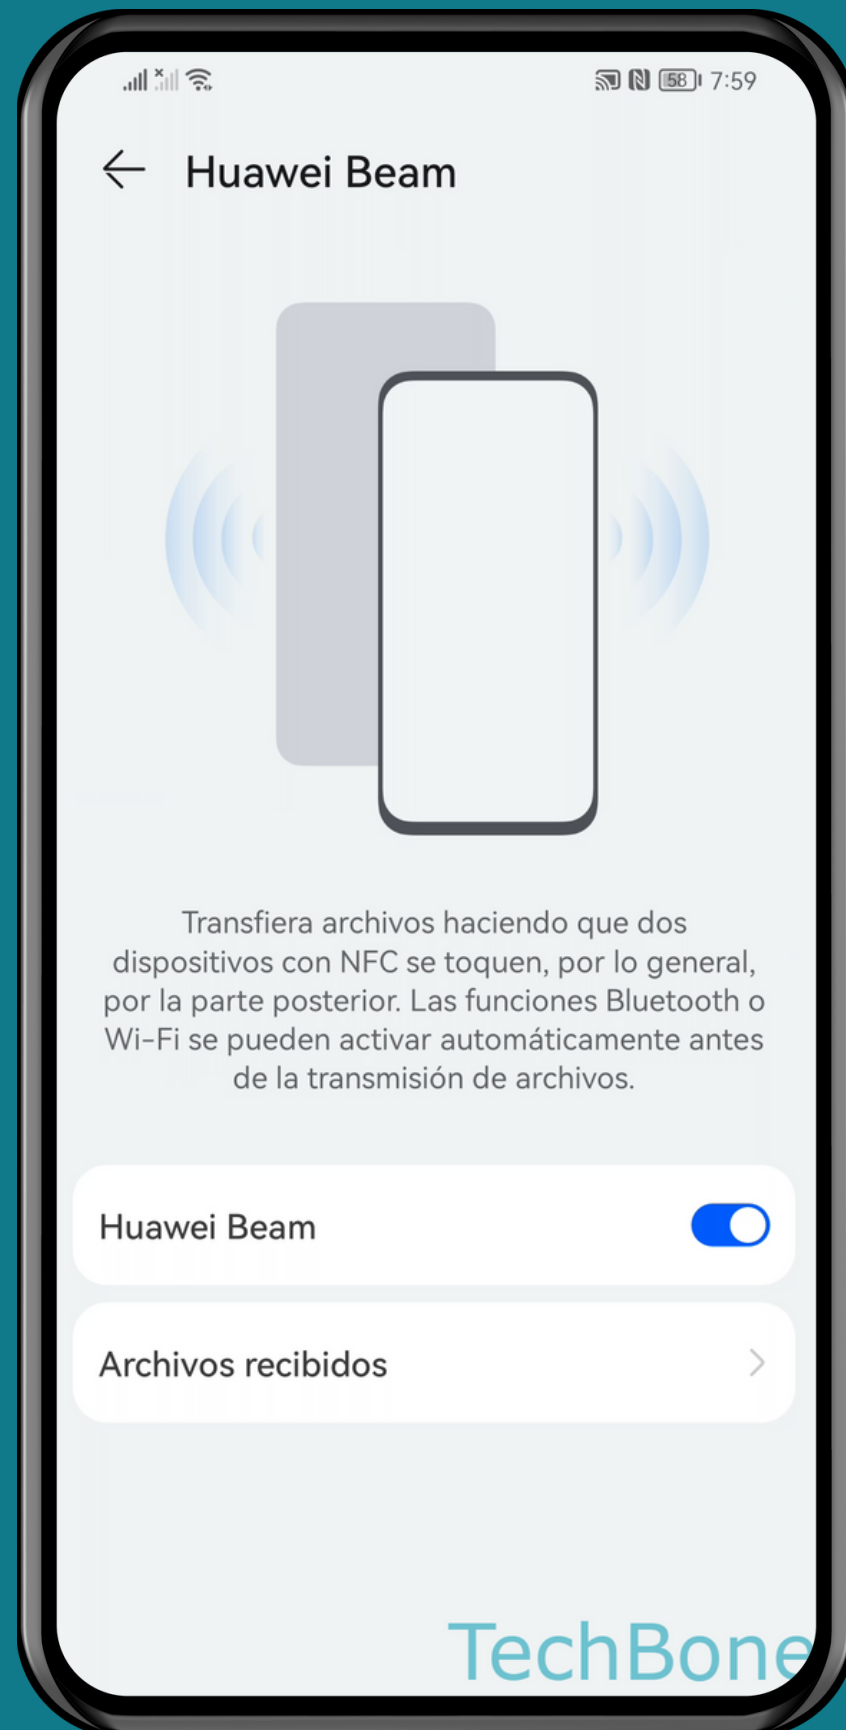 58 7:59
Huawei Beam
Transfiera archivos haciendo que dos
dispositivos con NFC se toquen, por lo general,
por la parte posterior. Las funciones Bluetooth o
Wi-Fi se pueden activar automáticamente antes
de la transmisión de archivos.
Huawei Beam
Archivos recibidos
TechBone